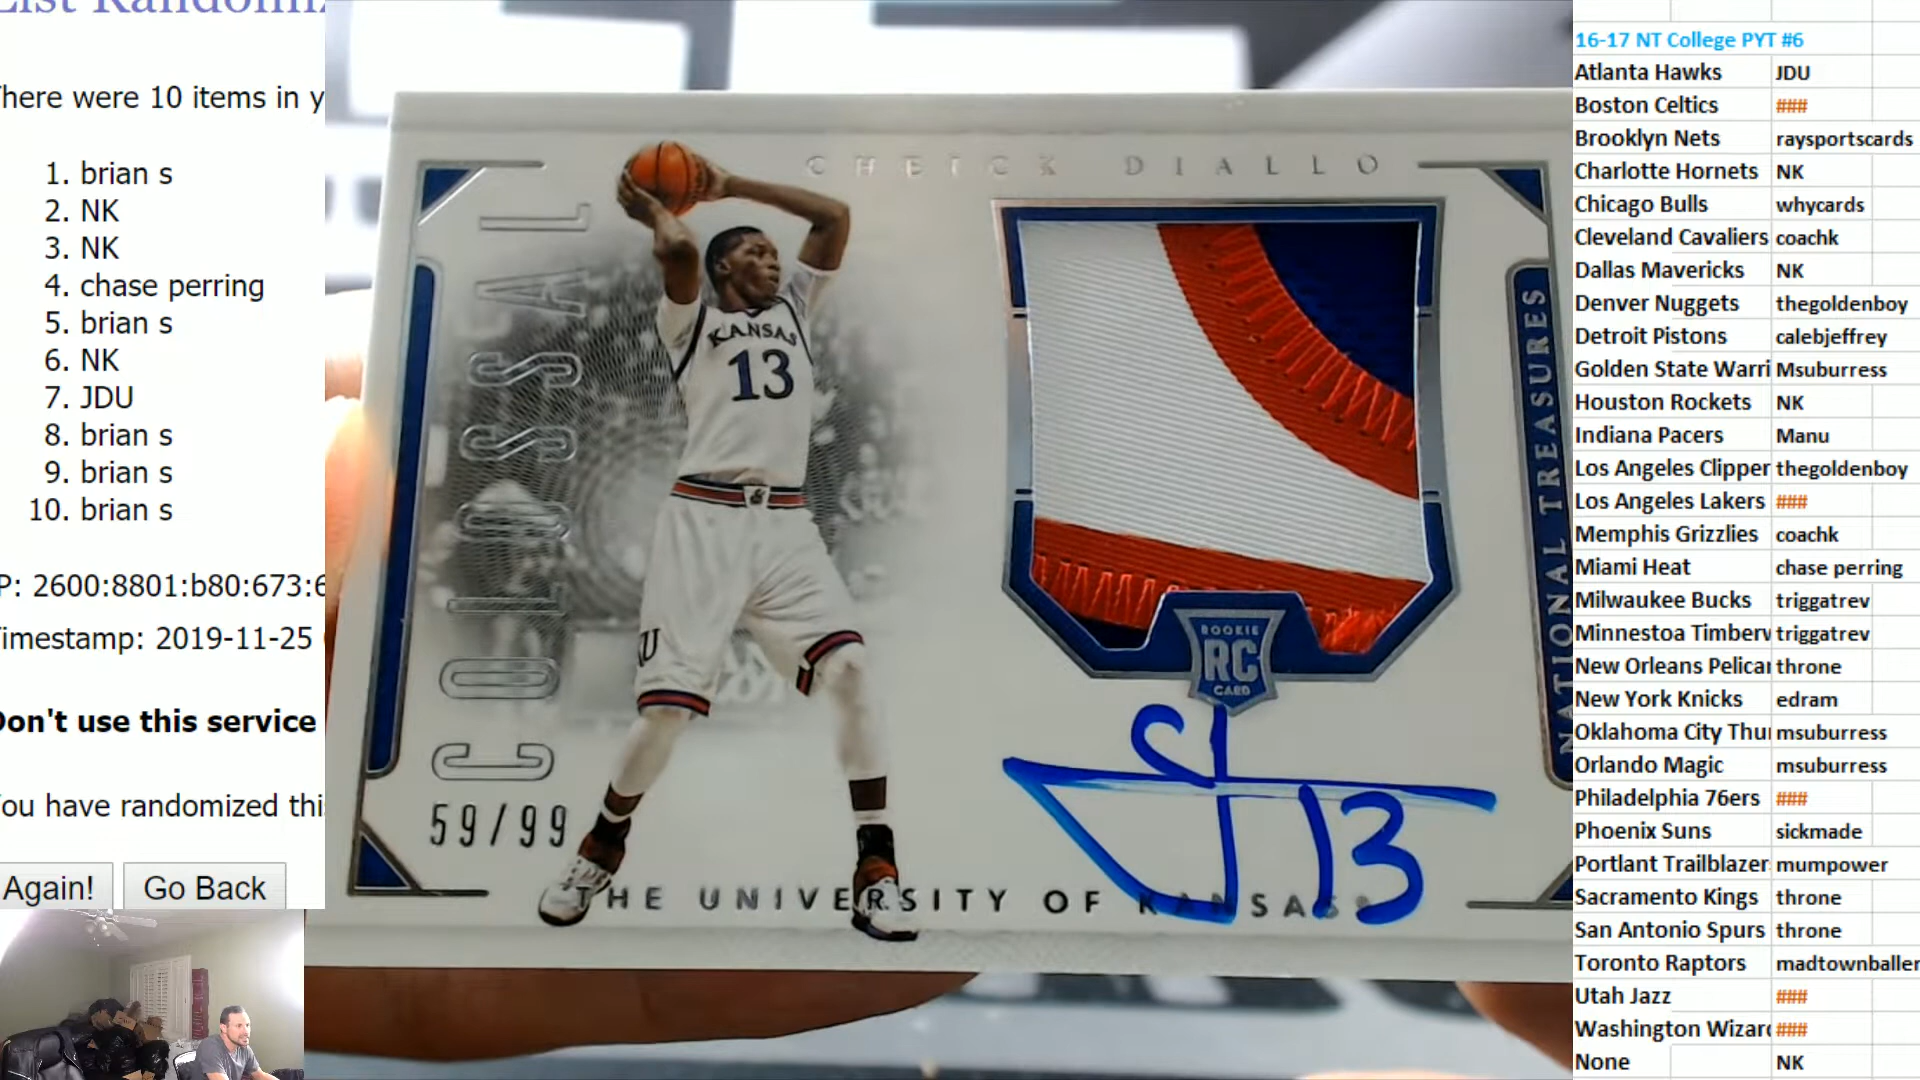 List Randomiz
here were 10 items in y
1. brian s
2. NK
3. NK
4. chase perring
5. brian s
6. NK
7. JDU
8. brian s
9. brian s
10. brian s
P: 2600:8801:b80:673:6
imestamp: 2019-11-25
Don't use this service
ou have randomized thi
Again! Go Back
CHEICK DIALLO
COLOSSAL
KANSAS
13
KU
59/99
NATIONAL TREASURES
ROOKIE
RC
CARD
13
THE UNIVERSITY OF KANSAS®
16-17 NT College PYT #6
Atlanta Hawks JDU
Boston Celtics ###
Brooklyn Nets raysportscards
Charlotte Hornets NK
Chicago Bulls whycards
Cleveland Cavaliers coachk
Dallas Mavericks NK
Denver Nuggets thegoldenboy
Detroit Pistons calebjeffrey
Golden State Warri Msuburress
Houston Rockets NK
Indiana Pacers Manu
Los Angeles Clipper thegoldenboy
Los Angeles Lakers ###
Memphis Grizzlies coachk
Miami Heat chase perring
Milwaukee Bucks triggatrev
Minnestoa Timberv triggatrev
New Orleans Pelica throne
New York Knicks edram
Oklahoma City Thu msuburress
Orlando Magic msuburress
Philadelphia 76ers ###
Phoenix Suns sickmade
Portlant Trailblazer mumpower
Sacramento Kings throne
San Antonio Spurs throne
Toronto Raptors madtownballer
Utah Jazz ###
Washington Wizard ###
None NK